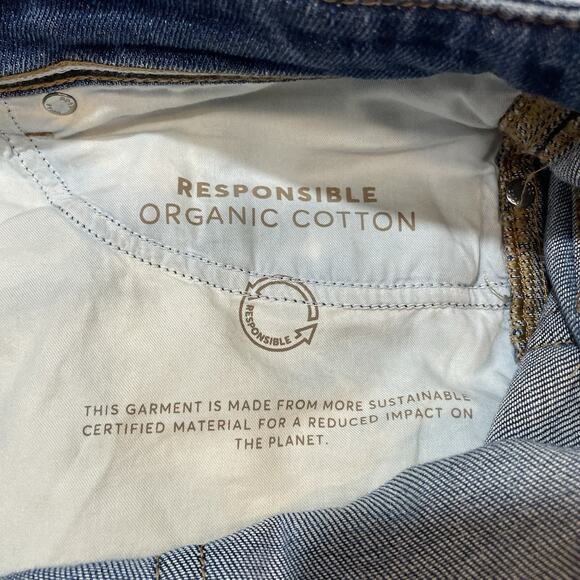 RESPONSIBLE
ORGANIC COTTON
RESPONSIBLE
THIS GARMENT IS MADE FROM MORE SUSTAINABLE
CERTIFIED MATERIAL FOR A REDUCED IMPACT ON
THE PLANET.